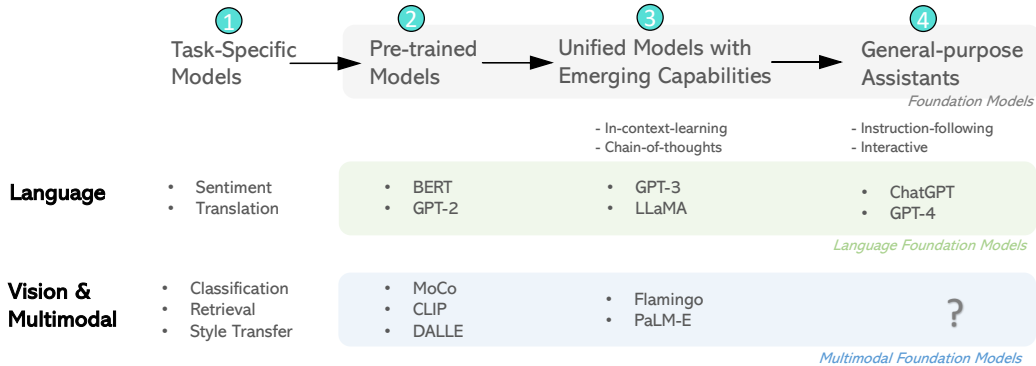 1
2
3
4
Task-Specific
Models
Pre-trained
Models
Unified Models with
Emerging Capabilities
General-purpose
Assistants
Foundation Models
- In-context-learning
- Chain-of-thoughts
- Instruction-following
- Interactive
Language
• Sentiment
• Translation
• BERT
• GPT-2
• GPT-3
• LLaMA
• ChatGPT
• GPT-4
Language Foundation Models
Vision &
Multimodal
• Classification
• Retrieval
• Style Transfer
• MoCo
• CLIP
• DALLE
• Flamingo
• PaLM-E
?
Multimodal Foundation Models